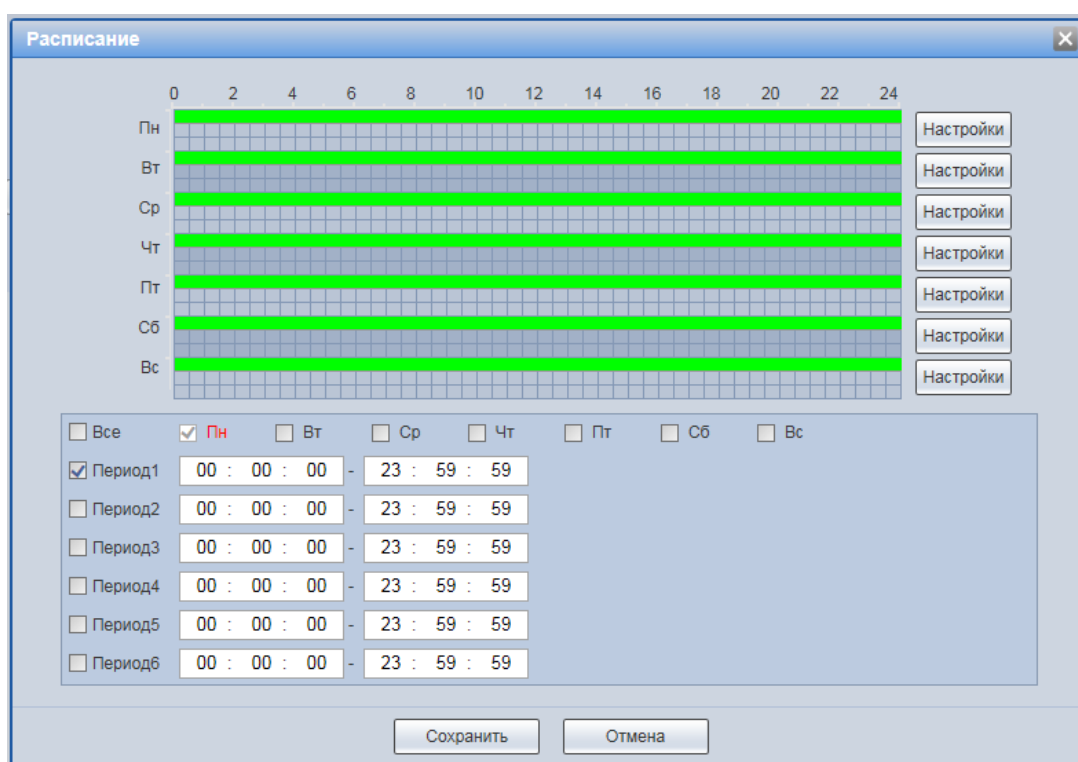 Расписание
0 2 4 6 8 10 12 14 16 18 20 22 24
Пн Настройки
Вт Настройки
Ср Настройки
Чт Настройки
Пт Настройки
Сб Настройки
Вс Настройки
Все Пн Вт Ср Чт Пт Сб Вс
Период1 00 : 00 : 00 - 23 : 59 : 59
Период2 00 : 00 : 00 - 23 : 59 : 59
Период3 00 : 00 : 00 - 23 : 59 : 59
Период4 00 : 00 : 00 - 23 : 59 : 59
Период5 00 : 00 : 00 - 23 : 59 : 59
Период6 00 : 00 : 00 - 23 : 59 : 59
Сохранить Отмена